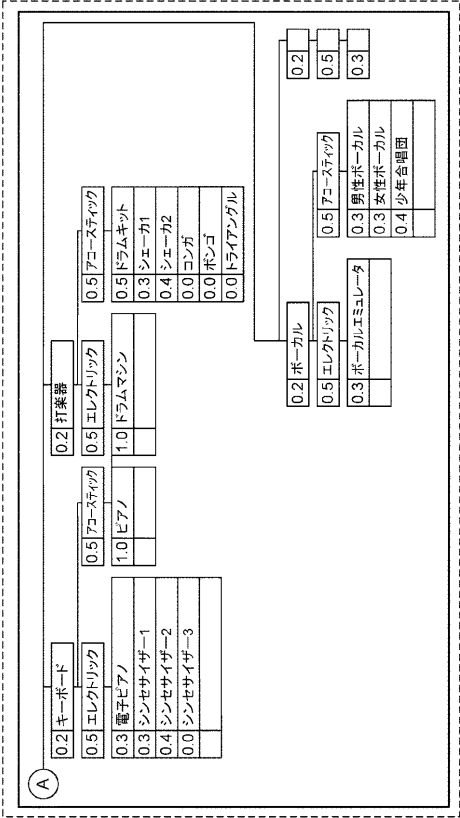 A
0.2 キーボード
0.5 エレクトリック
0.3 電子ピアノ
0.3 シンセサイザー1
0.4 シンセサイザー2
0.0 シンセサイザー3
0.5 アコースティック
1.0 ピアノ
0.2 打楽器
0.5 エレクトリック
1.0 ドラムマシン
0.5 アコースティック
0.5 ドラムキット
0.3 シェーカ1
0.4 シェーカ2
0.0 コンガ
0.0 ボンゴ
0.0 トライアングル
0.2 ボーカル
0.5 エレクトリック
0.3 ボーカルエミュレータ
0.5 アコースティック
0.3 男性ボーカル
0.3 女性ボーカル
0.4 少年合唱団
0.2
0.5
0.3